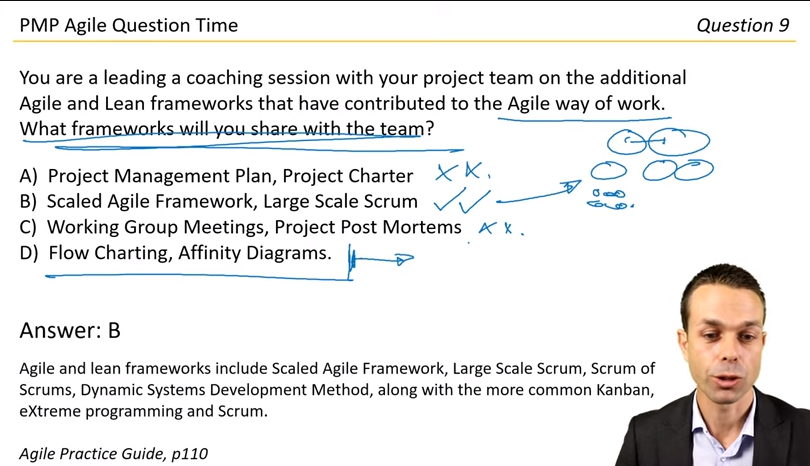 PMP Agile Question Time
Question 9
You are a leading a coaching session with your project team on the additional
Agile and Lean frameworks that have contributed to the Agile way of work.
What frameworks will you share with the team?
A) Project Management Plan, Project Charter
B) Scaled Agile Framework, Large Scale Scrum
C) Working Group Meetings, Project Post Mortems
D) Flow Charting, Affinity Diagrams.
Answer: B
Agile and lean frameworks include Scaled Agile Framework, Large Scale Scrum, Scrum of
Scrums, Dynamic Systems Development Method, along with the more common Kanban,
eXtreme programming and Scrum.
Agile Practice Guide, p110